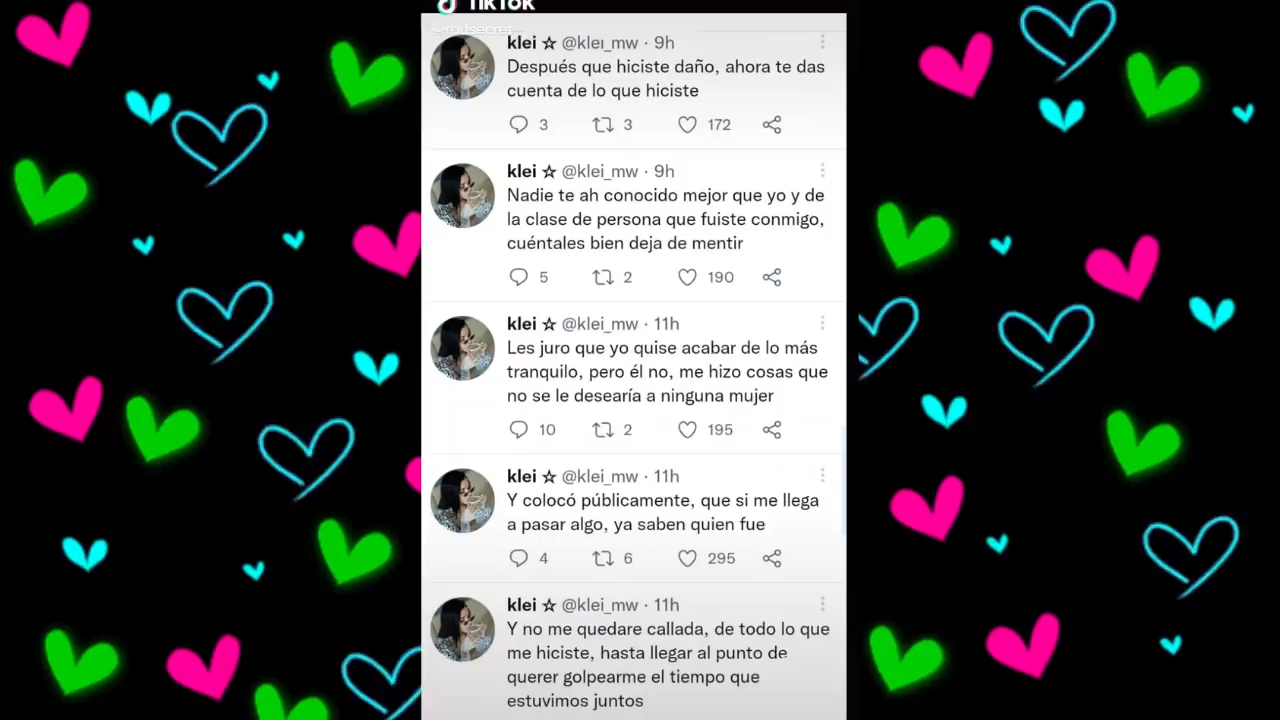 TikTok
@rodsecret
klei ☆ @klei_mw · 9h
Después que hiciste daño, ahora te das
cuenta de lo que hiciste
3 3 172
klei ☆ @klei_mw · 9h
Nadie te ah conocido mejor que yo y de
la clase de persona que fuiste conmigo,
cuéntales bien deja de mentir
5 2 190
klei ☆ @klei_mw · 11h
Les juro que yo quise acabar de lo más
tranquilo, pero él no, me hizo cosas que
no se le desearía a ninguna mujer
10 2 195
klei ☆ @klei_mw · 11h
Y colocó públicamente, que si me llega
a pasar algo, ya saben quien fue
4 6 295
klei ☆ @klei_mw · 11h
Y no me quedare callada, de todo lo que
me hiciste, hasta llegar al punto de
querer golpearme el tiempo que
estuvimos juntos